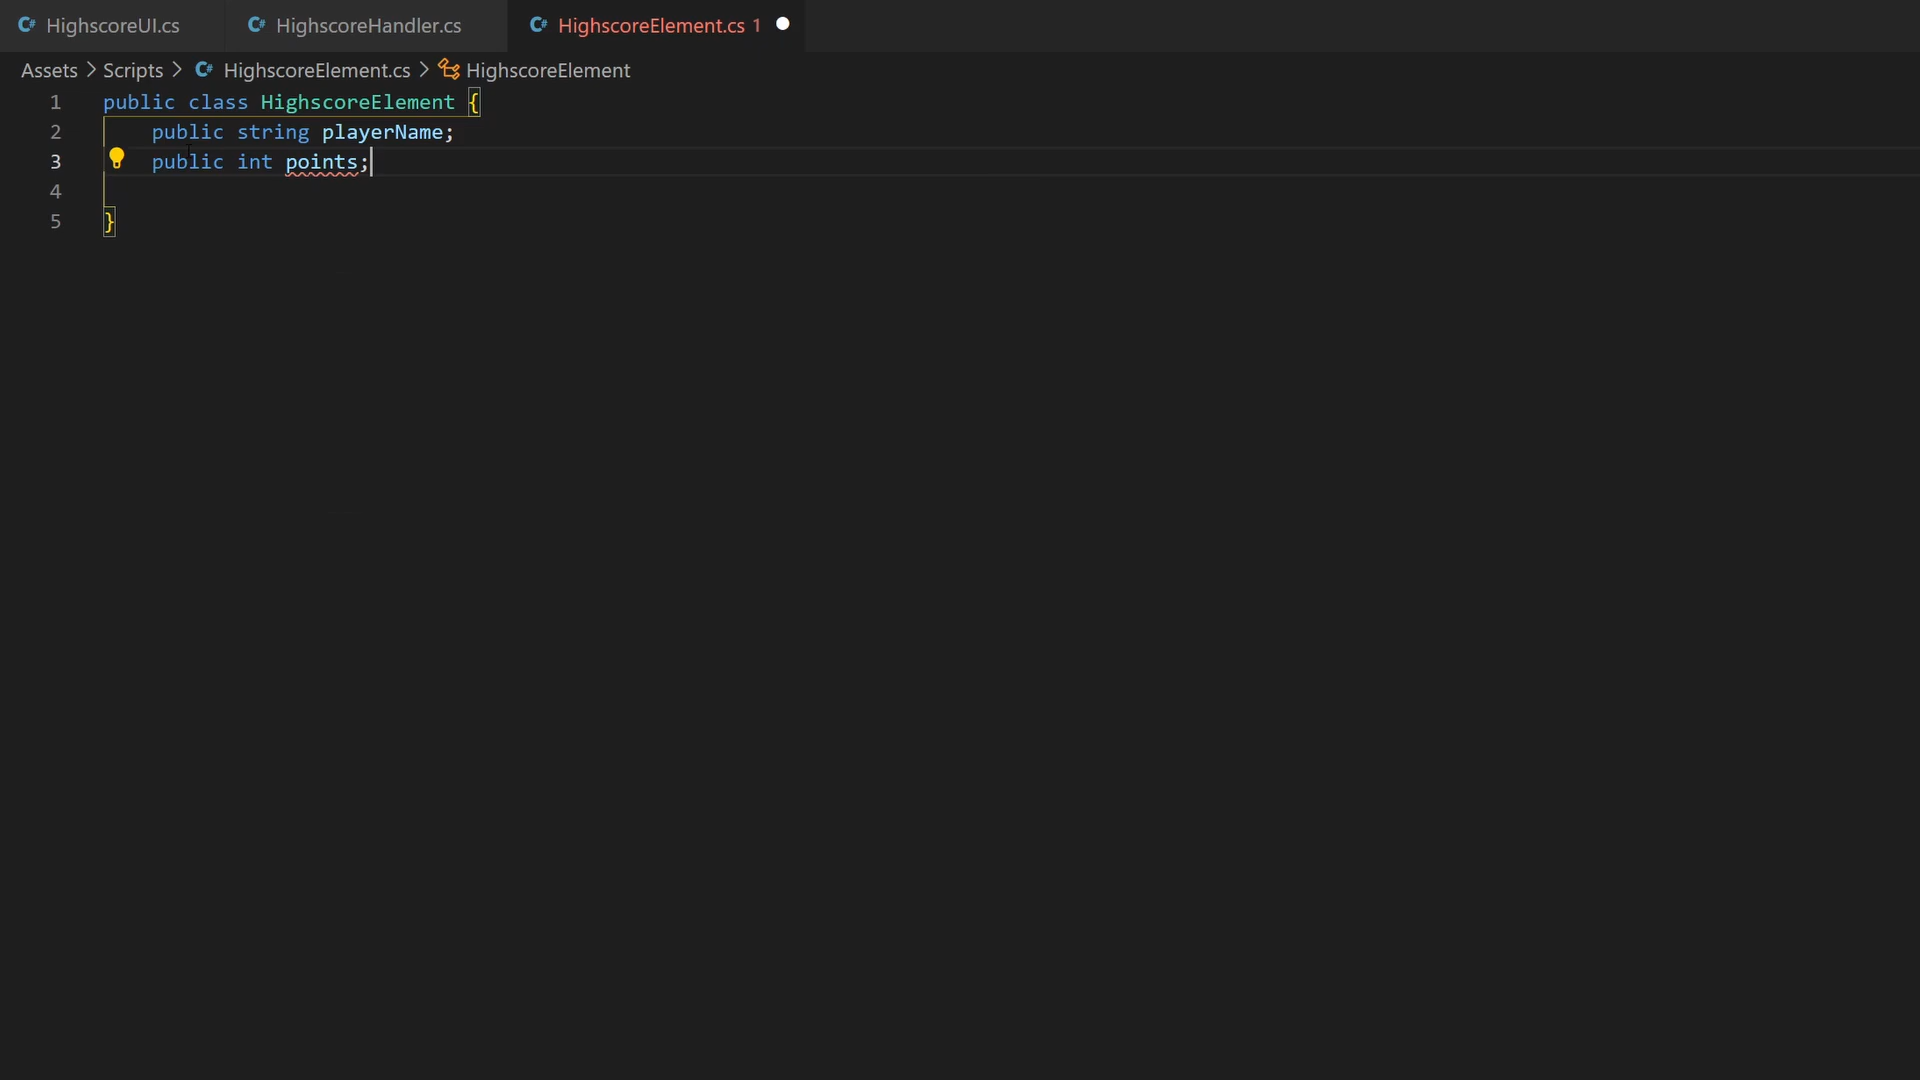 C# HighscoreUI.cs C# HighscoreHandler.cs C# HighscoreElement.cs 1
Assets > Scripts > C# HighscoreElement.cs > HighscoreElement
1 public class HighscoreElement {
2 public string playerName;
3 public int points;
4
5 }